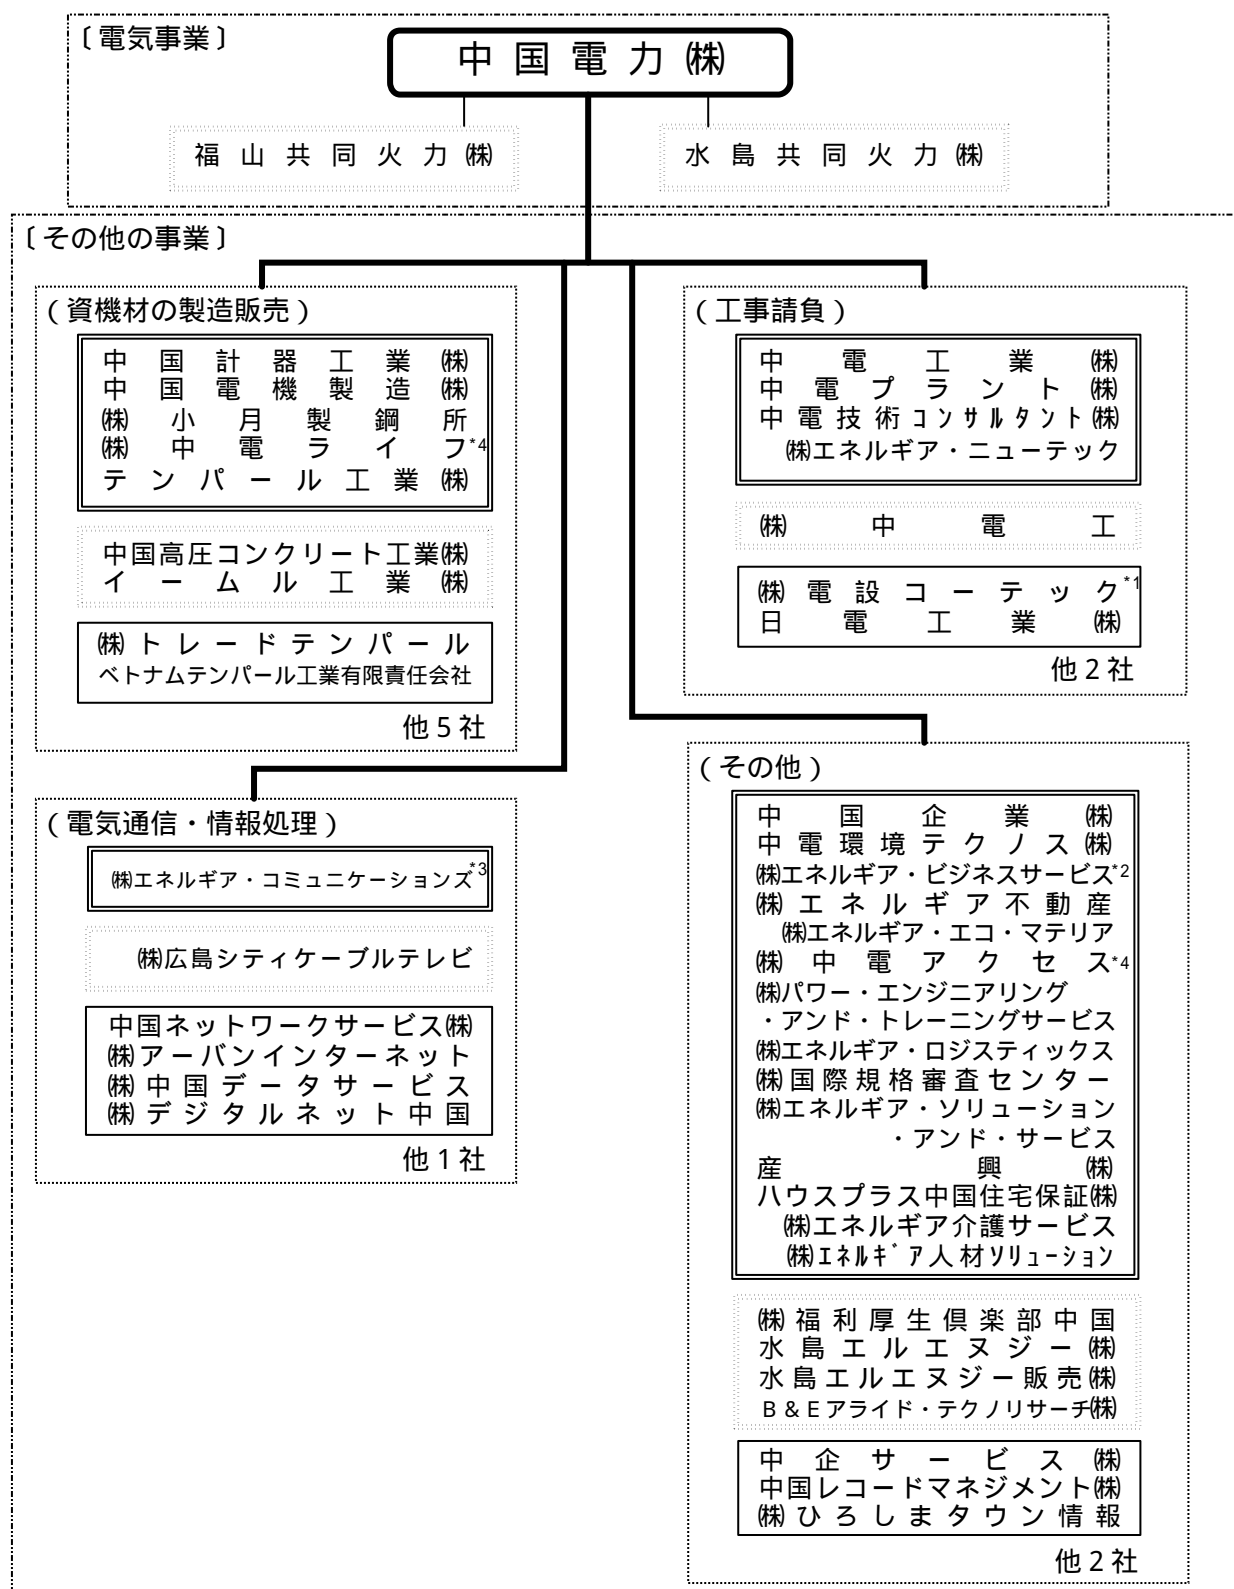 〔電気事業〕
中国電力㈱
福山共同火力㈱
水島共同火力㈱
〔その他の事業〕
（資機材の製造販売）
中国計器工業㈱
中国電機製造㈱
㈱小月製鋼所
㈱中電ライフ*4
テンパール工業㈱
中国高圧コンクリート工業㈱
イームル工業㈱
㈱トレードテンパール
ベトナムテンパール工業有限責任会社
他５社
（電気通信・情報処理）
㈱エネルギア・コミュニケーションズ*3
㈱広島シティケーブルテレビ
中国ネットワークサービス㈱
㈱アーバンインターネット
㈱中国データサービス
㈱デジタルネット中国
他１社
（工事請負）
中電工業㈱
中電プラント㈱
中電技術ｺﾝｻﾙﾀﾝﾄ㈱
㈱エネルギア・ニューテック
㈱中電工
㈱電設コーテック*1
日電工業㈱
他２社
（その他）
中国企業㈱
中電環境テクノス㈱
㈱エネルギア・ビジネスサービス*2
㈱エネルギア不動産
㈱エネルギア・エコ・マテリア
㈱中電アクセス*4
㈱パワー・エンジニアリング
・アンド・トレーニングサービス
㈱エネルギア・ロジスティックス
㈱国際規格審査センター
㈱エネルギア・ソリューション
・アンド・サービス
産興㈱
ハウスプラス中国住宅保証㈱
㈱エネルギア介護サービス
㈱ｴﾈﾙｷﾞｱ人材ｿﾘｭｰｼｮﾝ
㈱福利厚生倶楽部中国
水島エルエヌジー㈱
水島エルエヌジー販売㈱
Ｂ＆Ｅアライド・テクノリサーチ㈱
中企サービス㈱
中国レコードマネジメント㈱
㈱ひろしまタウン情報
他２社